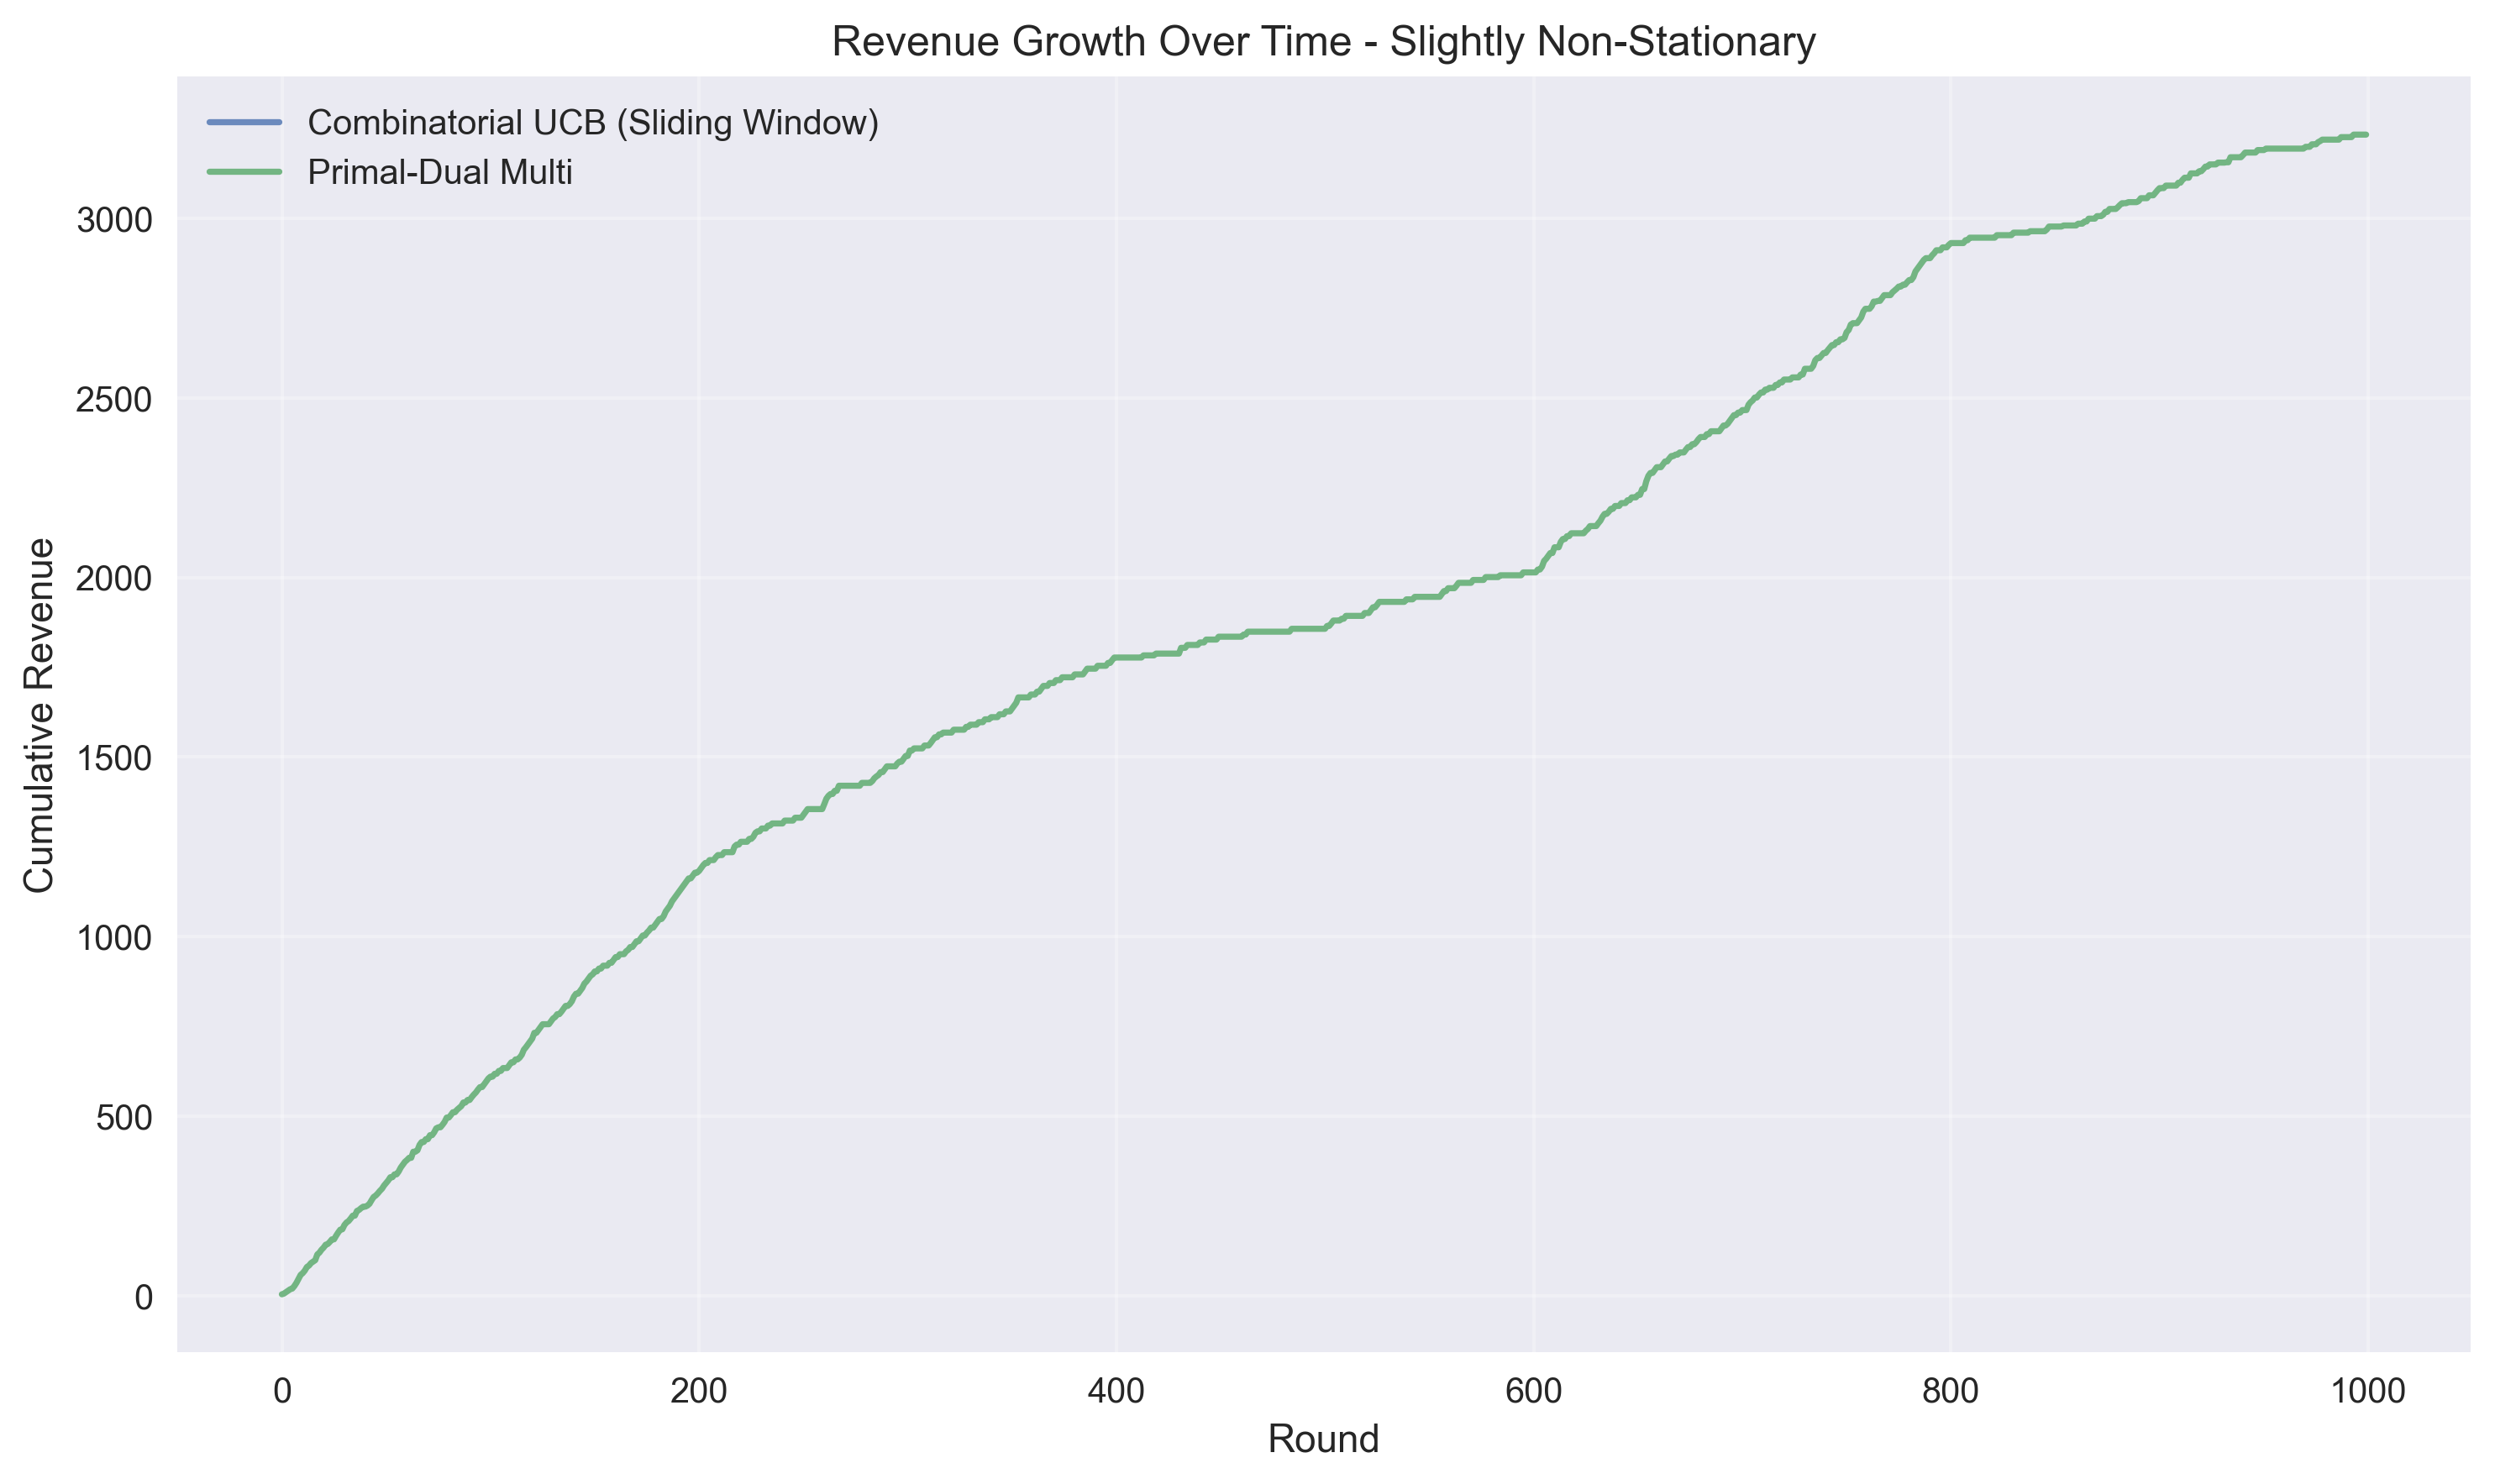 Revenue Growth Over Time - Slightly Non-Stationary
Combinatorial UCB (Sliding Window)
Primal-Dual Multi
3000
2500
2000
1500
1000
500
0
Cumulative Revenue
0 200 400 600 800 1000
Round